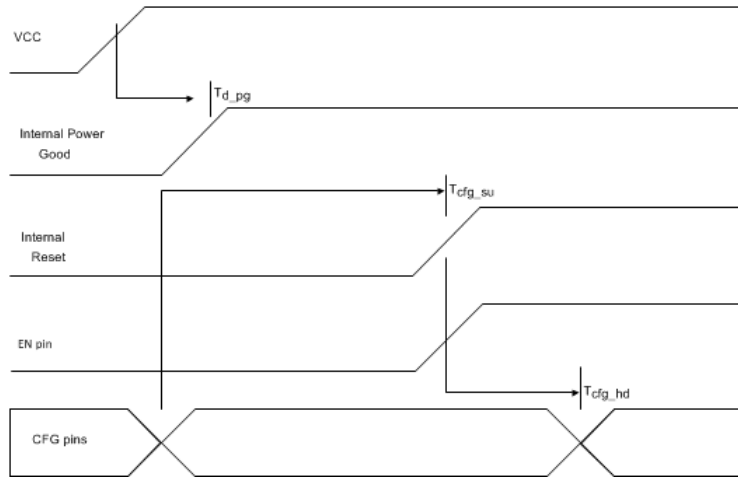 VCC
Td_pg
Internal Power
Good
Tcfg_su
Internal
Reset
EN pin
Tcfg_hd
CFG pins